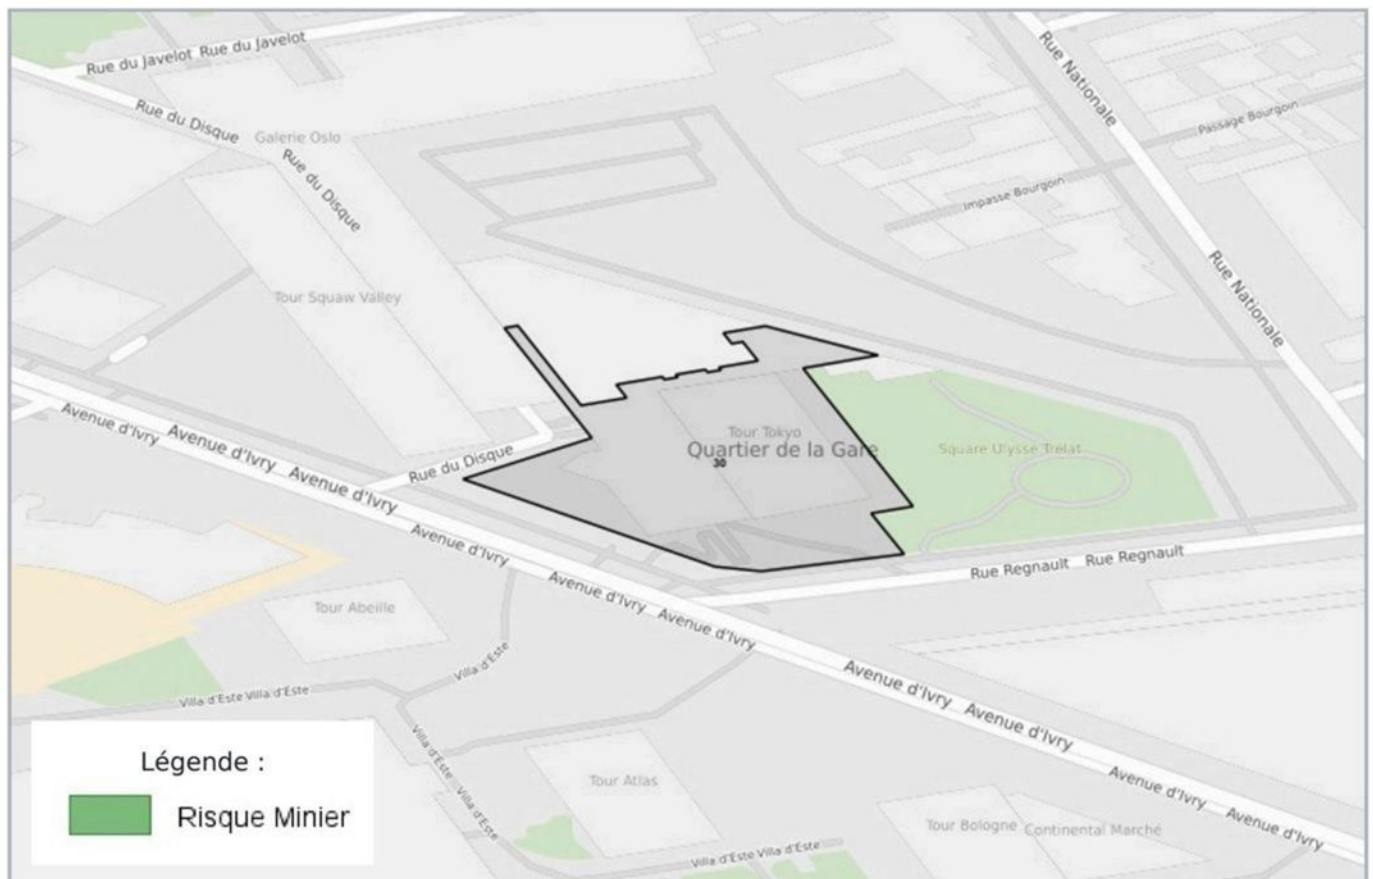 Rue du Javelot Rue du Javelot
Rue Nationale
Rue du Disque
Passage Bourgoin
Galerie Oslo
Rue du Disque
Impasse Bourgoin
Rue Nationale
Tour Squaw Valley
Avenue d'Ivry Avenue d'Ivry Avenue d'Ivry
Rue du Disque
Tour Tokyo
Quartier de la Gare
30
Square Ulysse Trélat
Avenue d'Ivry Avenue d'Ivry Avenue d'Ivry
Rue Regnault Rue Regnault
Tour Abeille
Villa d'Este
Villa d'Este Villa d'Este
Avenue d'Ivry Avenue d'Ivry
Villa d'Este Villa d'Este
Avenue d'Ivry Avenue d'Ivry
Tour Atlas
Tour Bologne
Continental Marché
Villa d'Este Villa d'Este
Légende :
Risque Minier